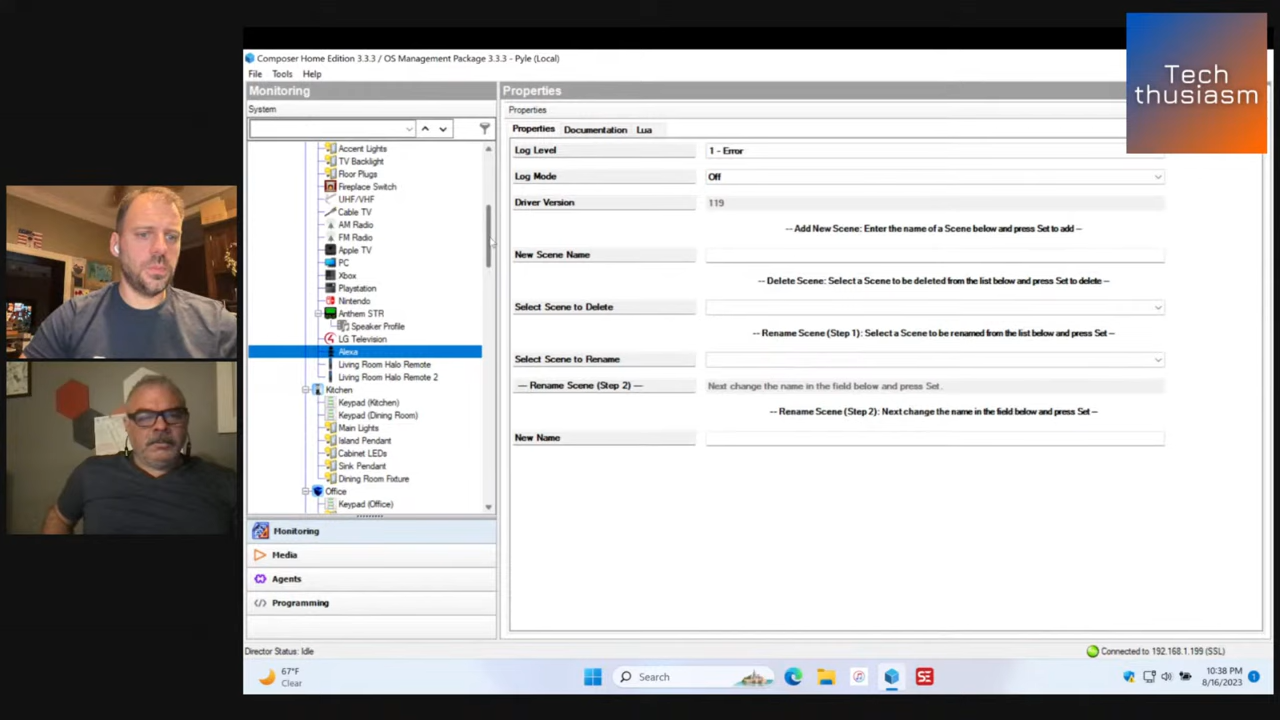 Tech
thusiasm
Composer Home Edition 3.3.3 / OS Management Package 3.3.3 - Pyle (Local)
File Tools Help
Monitoring
System
Accent Lights
TV Backlight
Floor Plugs
Fireplace Switch
UHF/VHF
Cable TV
AM Radio
FM Radio
Apple TV
PC
Xbox
Playstation
Nintendo
Anthem STR
Speaker Profile
LG Television
Alexa
Living Room Halo Remote
Living Room Halo Remote 2
Kitchen
Keypad (Kitchen)
Keypad (Dining Room)
Main Lights
Island Pendant
Cabinet LEDs
Sink Pendant
Dining Room Fixture
Office
Keypad (Office)
Monitoring
Media
Agents
Programming
Properties
Properties
Properties Documentation Lua
Log Level 1 - Error
Log Mode Off
Driver Version 119
-- Add New Scene: Enter the name of a Scene below and press Set to add --
New Scene Name
-- Delete Scene: Select a Scene to be deleted from the list below and press Set to delete --
Select Scene to Delete
-- Rename Scene (Step 1): Select a Scene to be renamed from the list below and press Set --
Select Scene to Rename
--- Rename Scene (Step 2) --- Next change the name in the field below and press Set.
-- Rename Scene (Step 2): Next change the name in the field below and press Set --
New Name
Director Status: Idle
Connected to 192.168.1.199 (SSL)
67°F
Clear
Search
SE
10:38 PM
8/16/2023
1